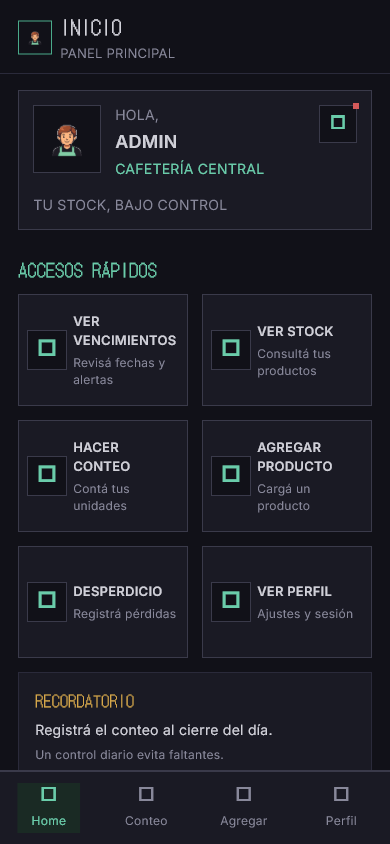 INICIO
PANEL PRINCIPAL
HOLA,
ADMIN
CAFETERÍA CENTRAL
TU STOCK, BAJO CONTROL
ACCESOS RÁPIDOS
VER
VENCIMIENTOS
Revisá fechas y
alertas
VER STOCK
Consultá tus
productos
HACER
CONTEO
Contá tus
unidades
AGREGAR
PRODUCTO
Cargá un
producto
DESPERDICIO
Registrá pérdidas
VER PERFIL
Ajustes y sesión
RECORDATORIO
Registrá el conteo al cierre del día.
Un control diario evita faltantes.
Home
Conteo
Agregar
Perfil